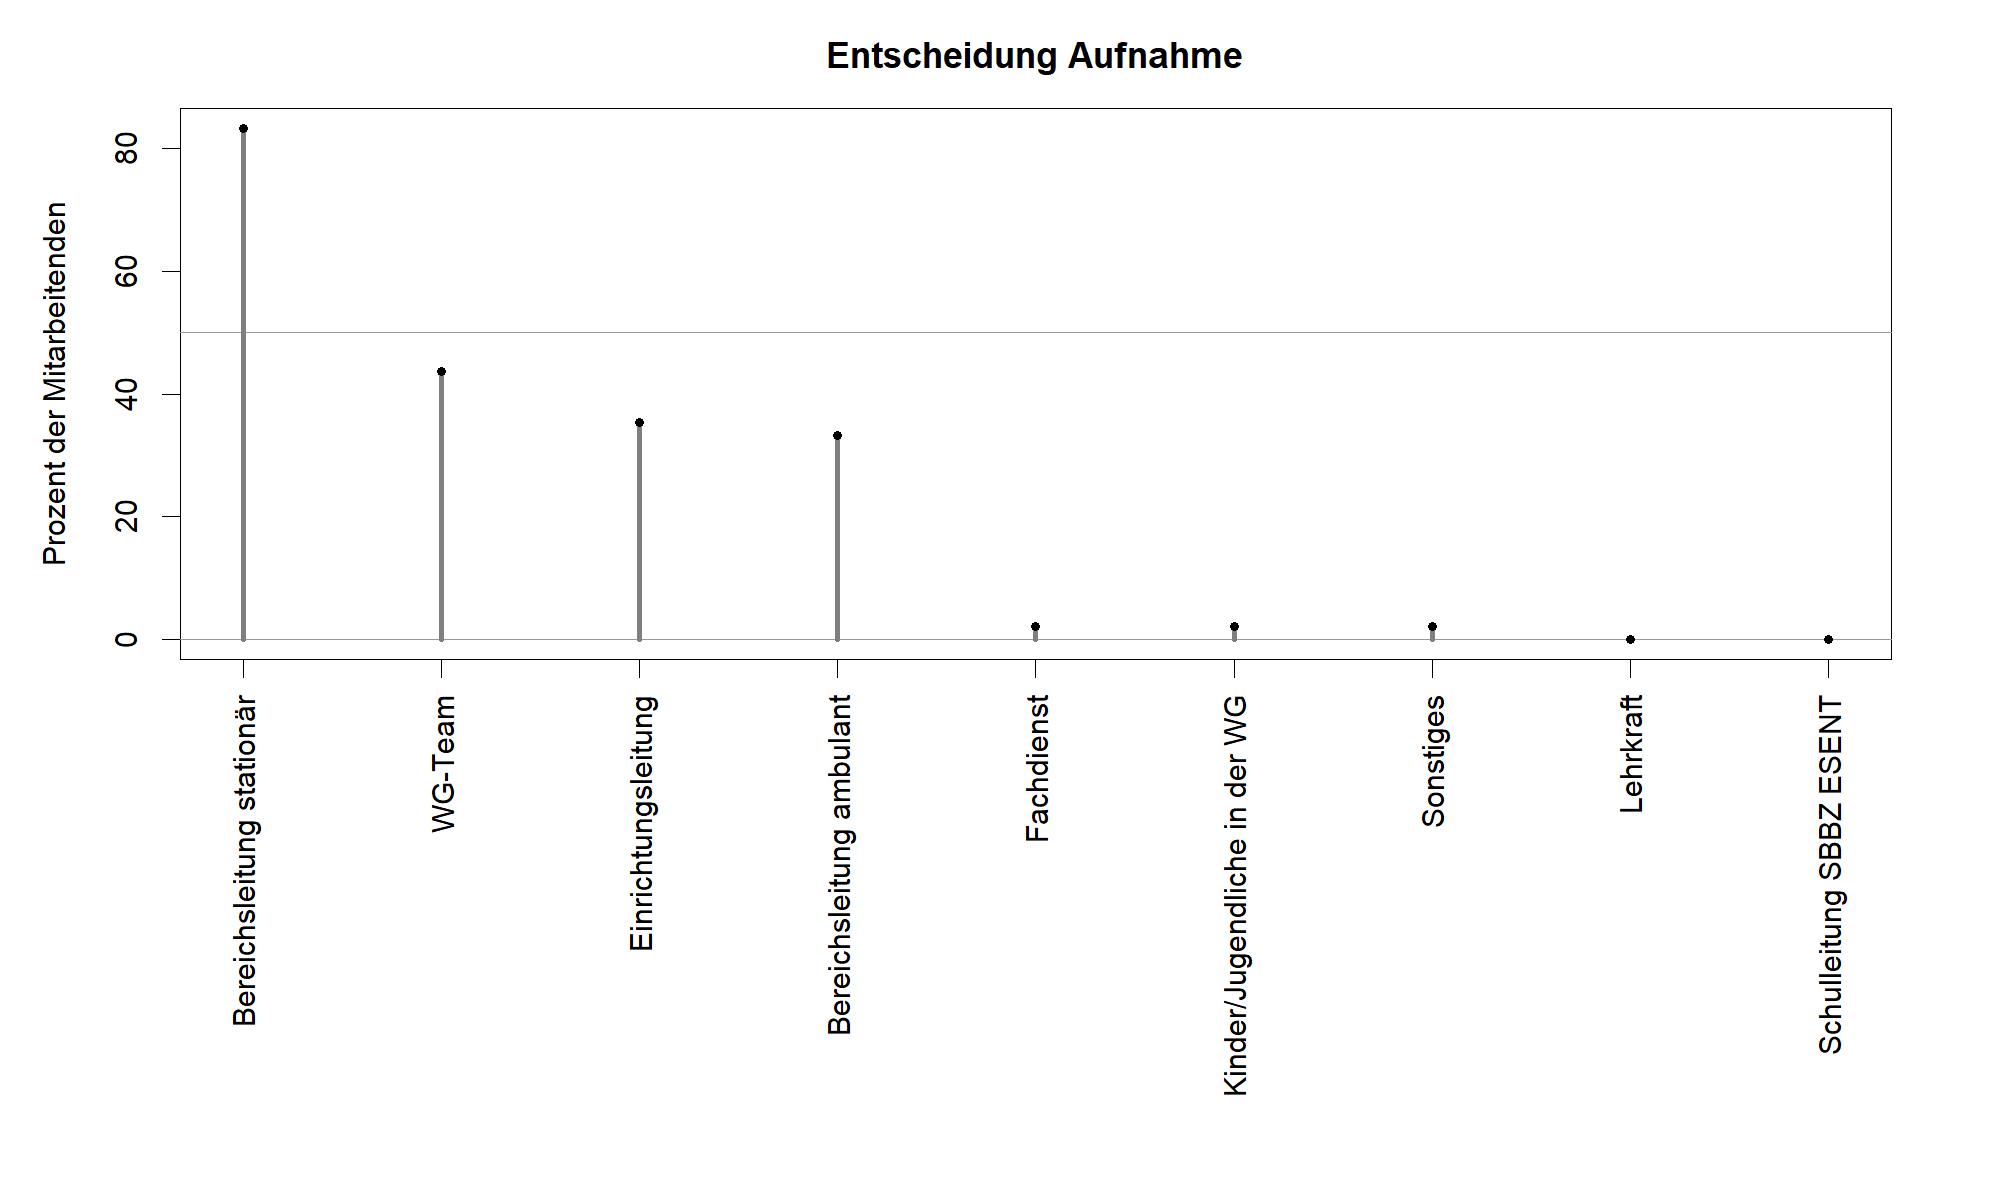 Entscheidung Aufnahme
Prozent der Mitarbeitenden
80
60
40
20
0
Bereichsleitung stationär
WG-Team
Einrichtungsleitung
Bereichsleitung ambulant
Fachdienst
Kinder/Jugendliche in der WG
Sonstiges
Lehrkraft
Schulleitung SBBZ ESENT